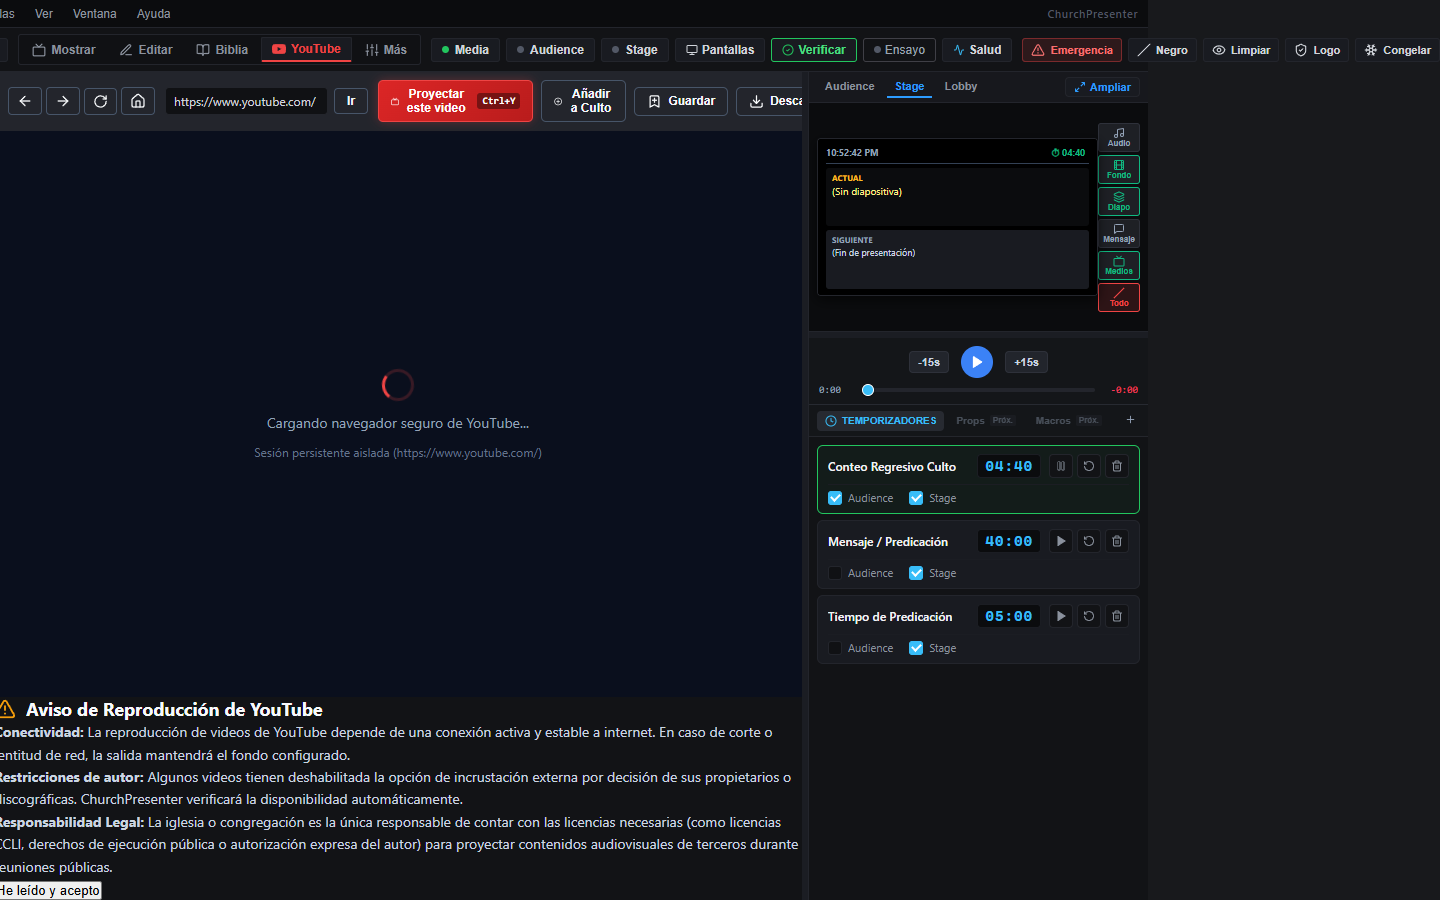 das Ver Ventana Ayuda ChurchPresenter
Mostrar Editar Biblia YouTube Más Media Audience Stage Pantallas Verificar Ensayo Salud Emergencia Negro Limpiar Logo Congelar
https://www.youtube.com/ Ir Proyectar este video Ctrl+Y Añadir a Culto Guardar Desca
Audience Stage Lobby Ampliar
10:52:42 PM 04:40
ACTUAL
(Sin diapositiva)
SIGUIENTE
(Fin de presentación)
Audio
Fondo
Diapo
Mensaje
Medios
Todo
-15s +15s
0:00 -0:00
TEMPORIZADORES Props Próx. Macros Próx. +
Conteo Regresivo Culto 04:40
Audience Stage
Mensaje / Predicación 40:00
Audience Stage
Tiempo de Predicación 05:00
Audience Stage
Cargando navegador seguro de YouTube...
Sesión persistente aislada (https://www.youtube.com/)
Aviso de Reproducción de YouTube
Conectividad: La reproducción de videos de YouTube depende de una conexión activa y estable a internet. En caso de corte o
entitud de red, la salida mantendrá el fondo configurado.
Restricciones de autor: Algunos videos tienen deshabilitada la opción de incrustación externa por decisión de sus propietarios o
discográficas. ChurchPresenter verificará la disponibilidad automáticamente.
Responsabilidad Legal: La iglesia o congregación es la única responsable de contar con las licencias necesarias (como licencias
CCLI, derechos de ejecución pública o autorización expresa del autor) para proyectar contenidos audiovisuales de terceros durante
reuniones públicas.
He leído y acepto